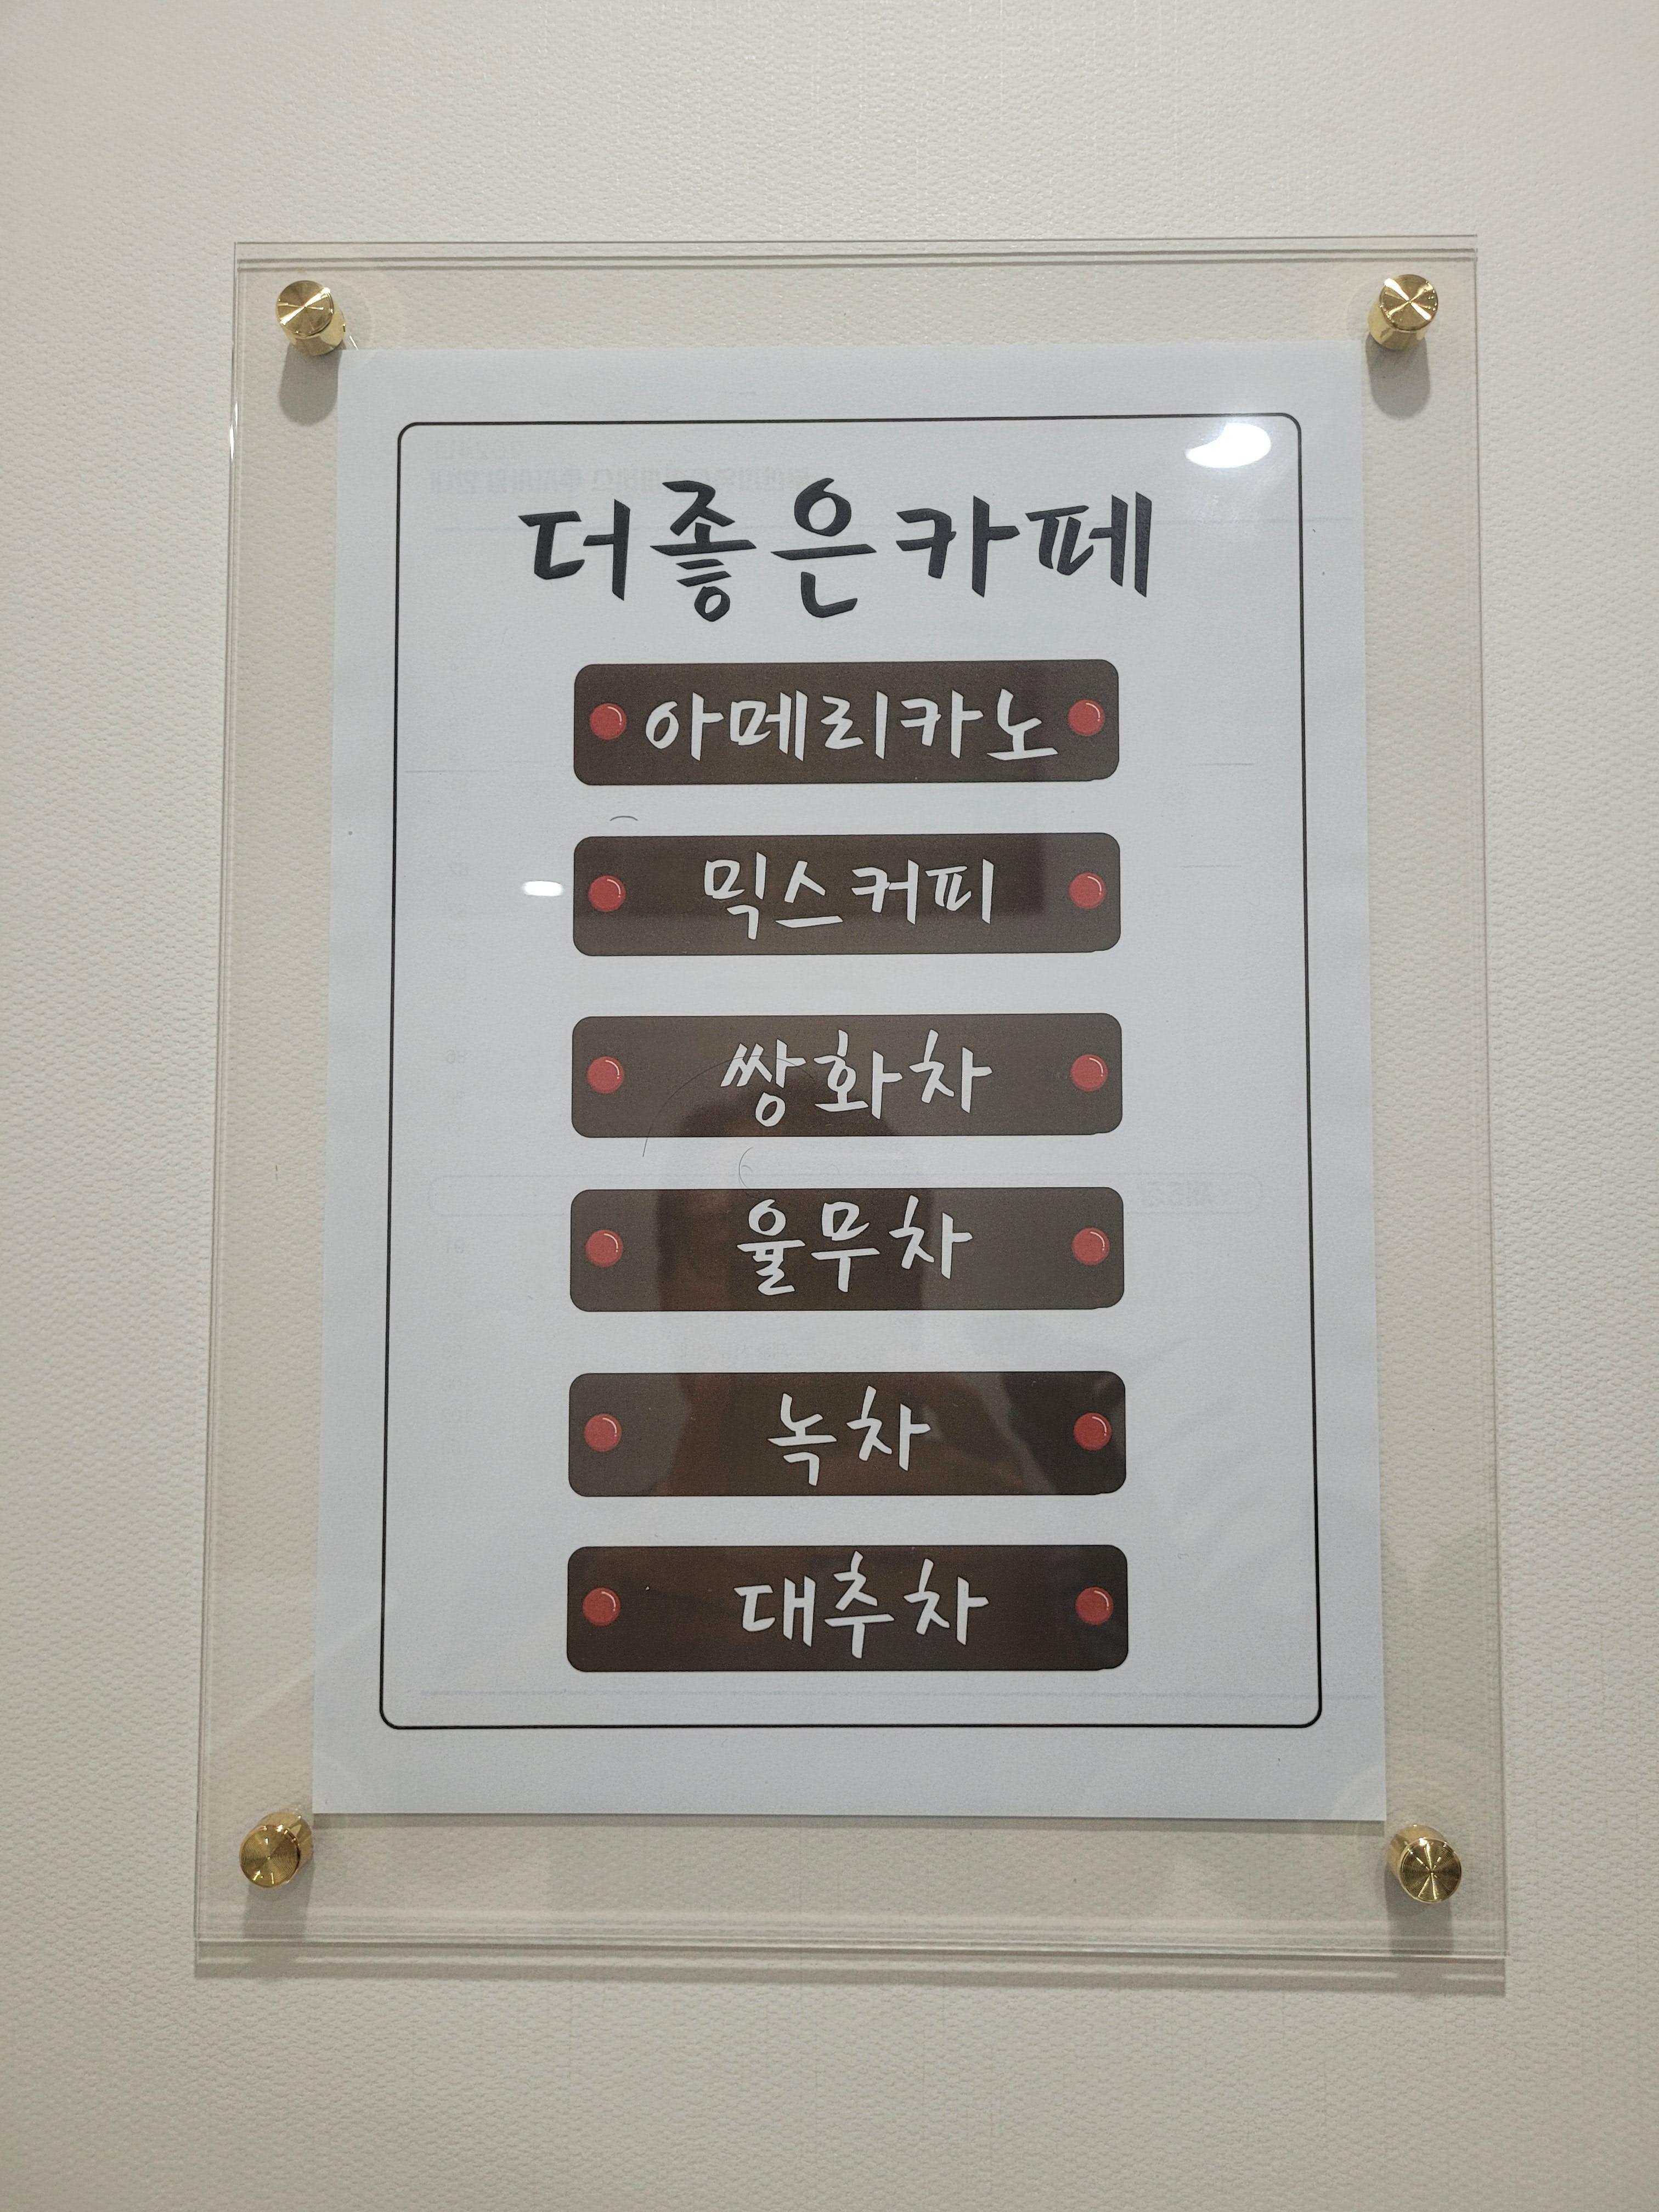 더좋은카페
아메리카노
믹스커피
쌍화차
율무차
녹차
대추차